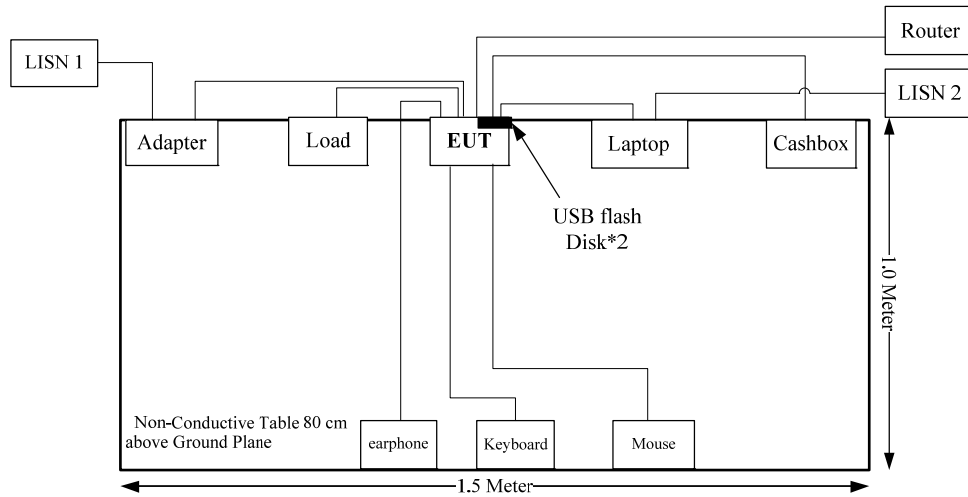 Router
LISN 1
LISN 2
Adapter
Load
EUT
Laptop
Cashbox
USB flash
Disk*2
1.0 Meter
Non-Conductive Table 80 cm
above Ground Plane
earphone
Keyboard
Mouse
1.5 Meter